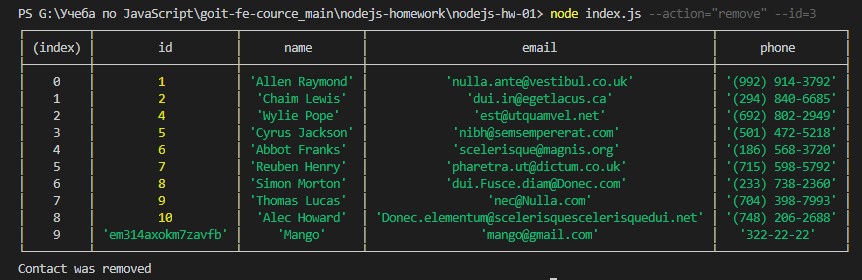 PS G:\Учеба по JavaScript\goit-fe-cource_main\nodejs-homework\nodejs-hw-01> node index.js --action="remove" --id=3
(index) id name email phone
0 1 'Allen Raymond' 'nulla.ante@vestibul.co.uk' '(992) 914-3792'
1 2 'Chaim Lewis' 'dui.in@egetlacus.ca' '(294) 840-6685'
2 4 'Wylie Pope' 'est@utquamvel.net' '(692) 802-2949'
3 5 'Cyrus Jackson' 'nibh@semsempererat.com' '(501) 472-5218'
4 6 'Abbot Franks' 'scelerisque@magnis.org' '(186) 568-3720'
5 7 'Reuben Henry' 'pharetra.ut@dictum.co.uk' '(715) 598-5792'
6 8 'Simon Morton' 'dui.Fusce.diam@Donec.com' '(233) 738-2360'
7 9 'Thomas Lucas' 'nec@Nulla.com' '(704) 398-7993'
8 10 'Alec Howard' 'Donec.elementum@scelerisquescelerisquedui.net' '(748) 206-2688'
9 'em314axokm7zavfb' 'Mango' 'mango@gmail.com' '322-22-22'
Contact was removed